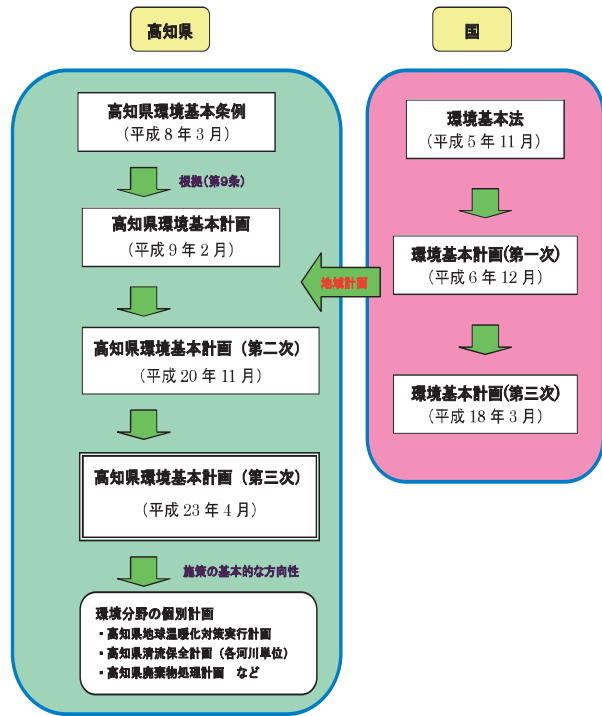 高知県
高知県環境基本条例
(平成 8 年 3 月)
根拠(第9条)
高知県環境基本計画
(平成 9 年 2 月)
高知県環境基本計画（第二次）
(平成 20 年 11 月)
高知県環境基本計画（第三次）
(平成 23 年 4 月)
施策の基本的な方向性
環境分野の個別計画
・高知県地球温暖化対策実行計画
・高知県清流保全計画（各河川単位）
・高知県廃棄物処理計画　など
地域計画
国
環境基本法
(平成 5 年 11 月)
環境基本計画(第一次)
(平成 6 年 12 月)
環境基本計画(第三次)
(平成 18 年 3 月)